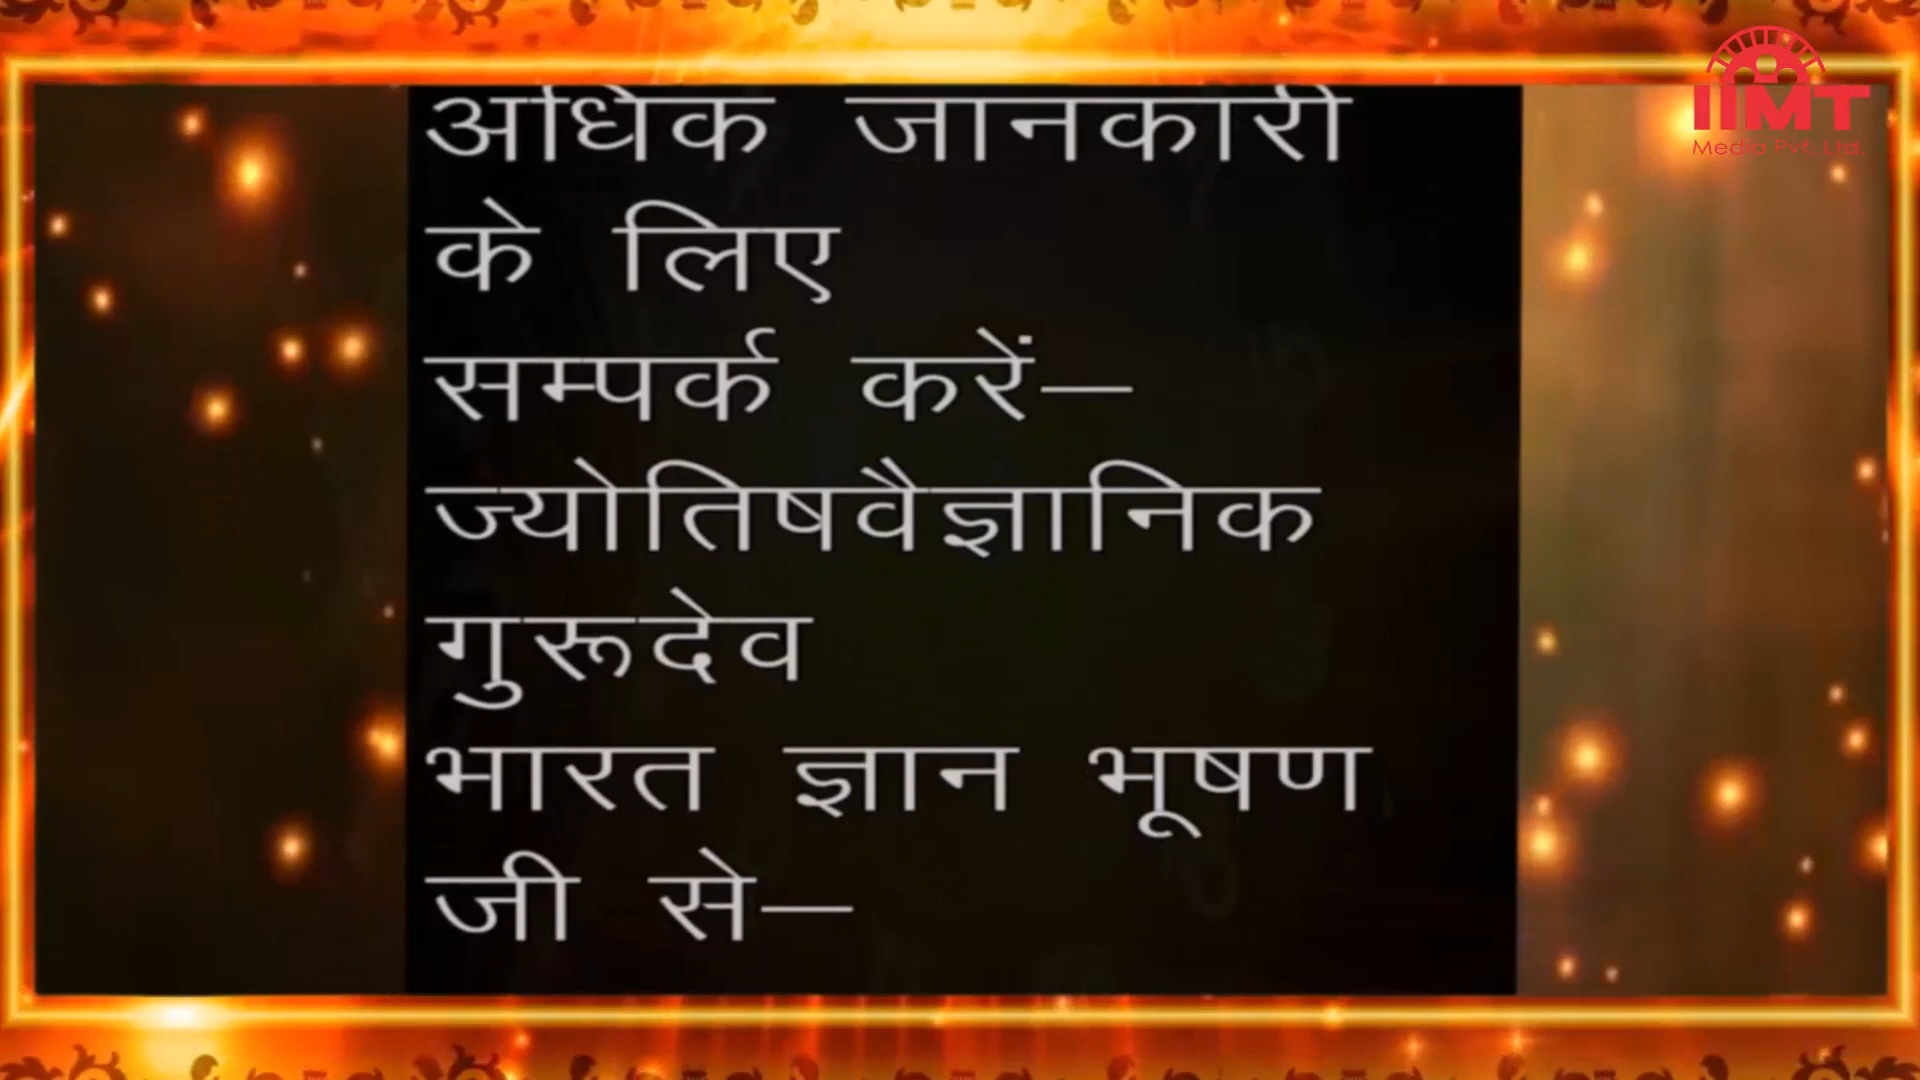 IIMT
Media Pvt. Ltd.
अधिक जानकारी
के लिए
सम्पर्क करें–
ज्योतिषवैज्ञानिक
गुरूदेव
भारत ज्ञान भूषण
जी से–